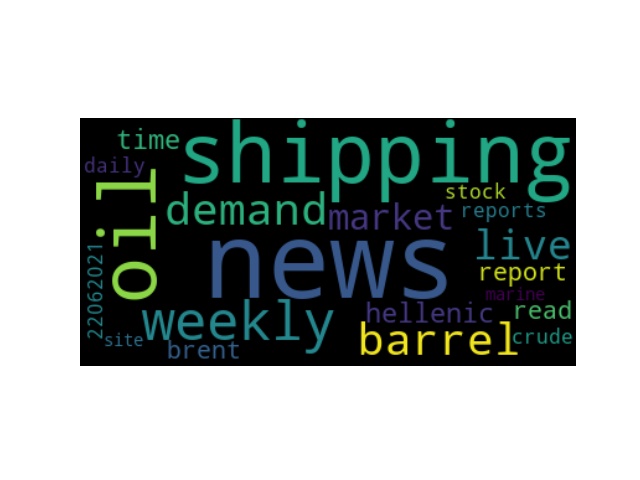 shipping
time
daily
oil
stock
demand
market
reports
news
live
report
22062021
marine
weekly
hellenic
read
barrel
crude
site
brent